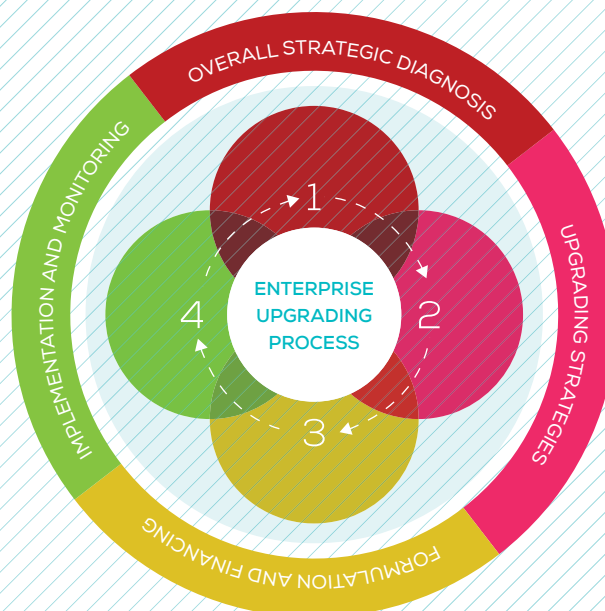 OVERALL STRATEGIC DIAGNOSIS
UPGRADING STRATEGIES
FORMULATION AND FINANCING
IMPLEMENTATION AND MONITORING
1
2
3
4
ENTERPRISE
UPGRADING
PROCESS